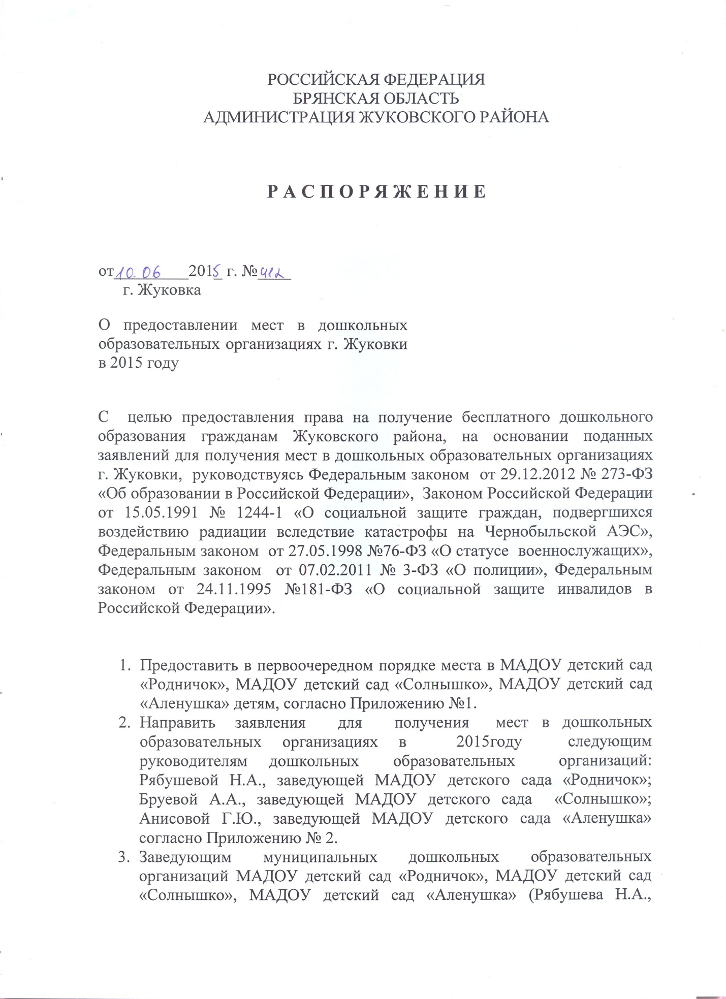 РОССИЙСКАЯ ФЕДЕРАЦИЯ
БРЯНСКАЯ ОБЛАСТЬ
АДМИНИСТРАЦИЯ ЖУКОВСКОГО РАЙОНА
Р А С П О Р Я Ж Е Н И Е
от 10. 06 2015 г. № 412
г. Жуковка
О предоставлении мест в дошкольных
образовательных организациях г. Жуковки
в 2015 году
С целью предоставления права на получение бесплатного дошкольного
образования гражданам Жуковского района, на основании поданных
заявлений для получения мест в дошкольных образовательных организациях
г. Жуковки, руководствуясь Федеральным законом от 29.12.2012 № 273-ФЗ
«Об образовании в Российской Федерации», Законом Российской Федерации
от 15.05.1991 № 1244-1 «О социальной защите граждан, подвергшихся
воздействию радиации вследствие катастрофы на Чернобыльской АЭС»,
Федеральным законом от 27.05.1998 №76-ФЗ «О статусе военнослужащих»,
Федеральным законом от 07.02.2011 № 3-ФЗ «О полиции», Федеральным
законом от 24.11.1995 №181-ФЗ «О социальной защите инвалидов в
Российской Федерации».
1. Предоставить в первоочередном порядке места в МАДОУ детский сад
«Родничок», МАДОУ детский сад «Солнышко», МАДОУ детский сад
«Аленушка» детям, согласно Приложению №1.
2. Направить заявления для получения мест в дошкольных
образовательных организациях в 2015году следующим
руководителям дошкольных образовательных организаций:
Рябушевой Н.А., заведующей МАДОУ детского сада «Родничок»;
Бруевой А.А., заведующей МАДОУ детского сада «Солнышко»;
Анисовой Г.Ю., заведующей МАДОУ детского сада «Аленушка»
согласно Приложению № 2.
3. Заведующим муниципальных дошкольных образовательных
организаций МАДОУ детский сад «Родничок», МАДОУ детский сад
«Солнышко», МАДОУ детский сад «Аленушка» (Рябушева Н.А.,